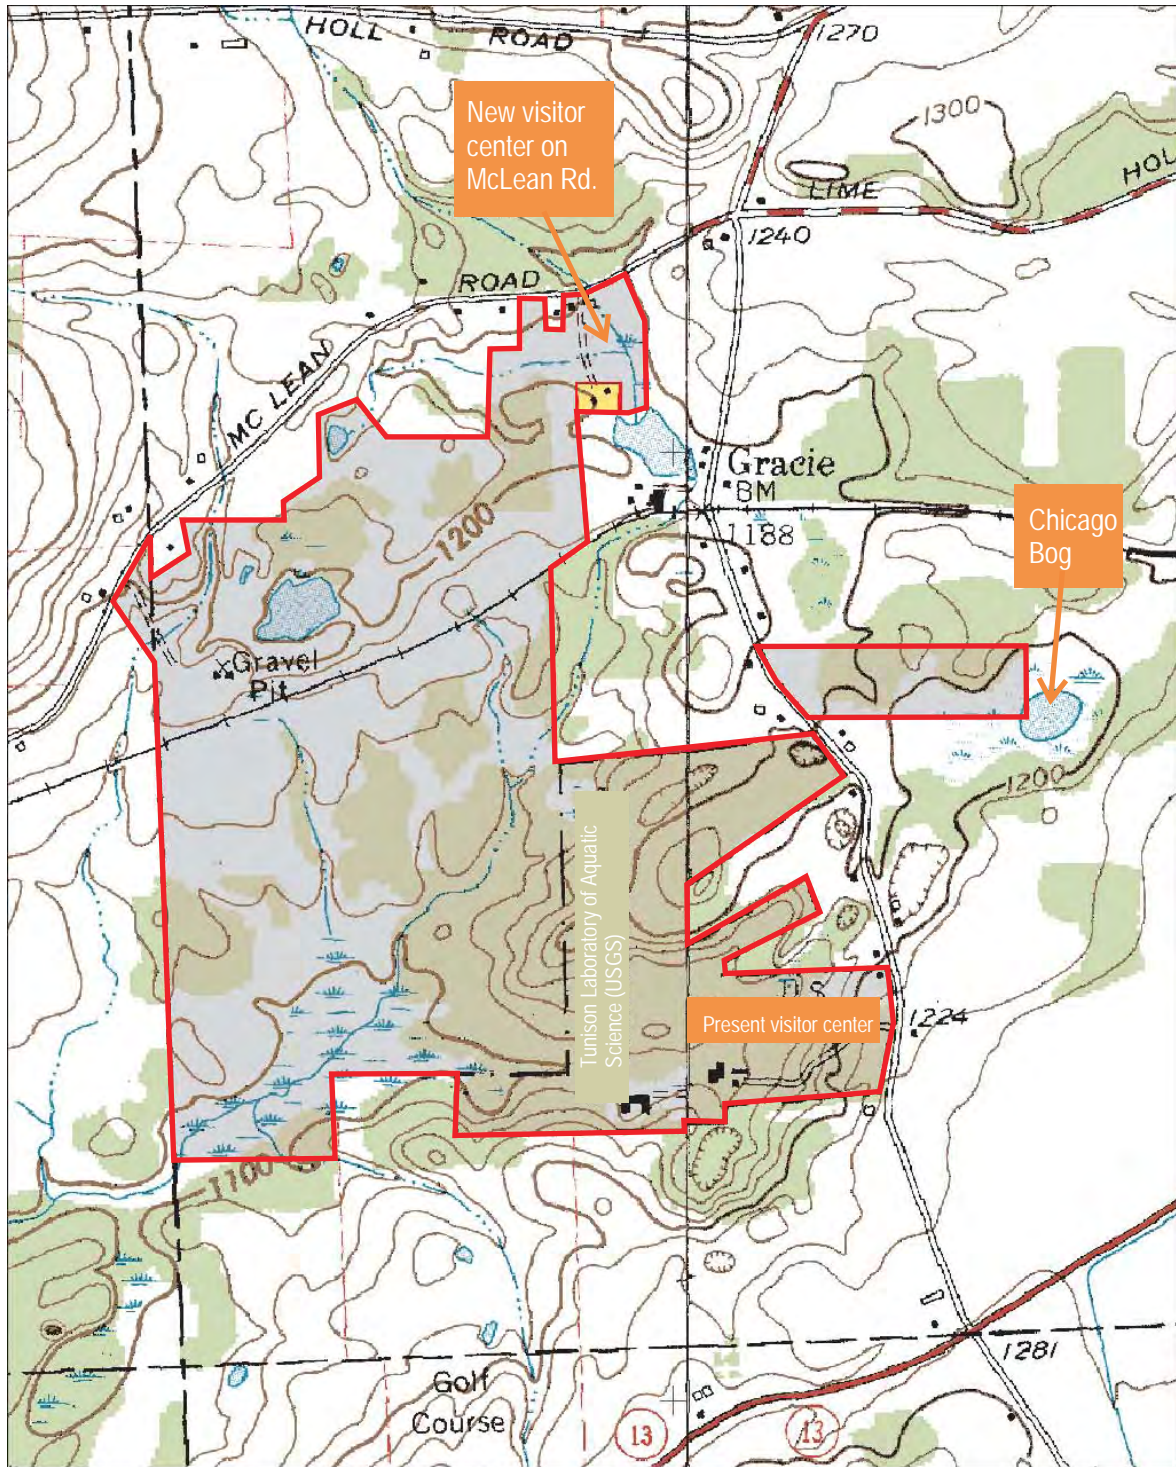 HOLL ROAD
1270
New visitor
center on
McLean Rd.
1300
LIME HOL
1240
ROAD
MC LEAN
Gracie
BM
1188
1200
Chicago
Bog
Gravel
Pit
1200
Tunison Laboratory of Aquatic
Science (USGS)
Present visitor center
1224
1100
1281
Golf
Course
13
13